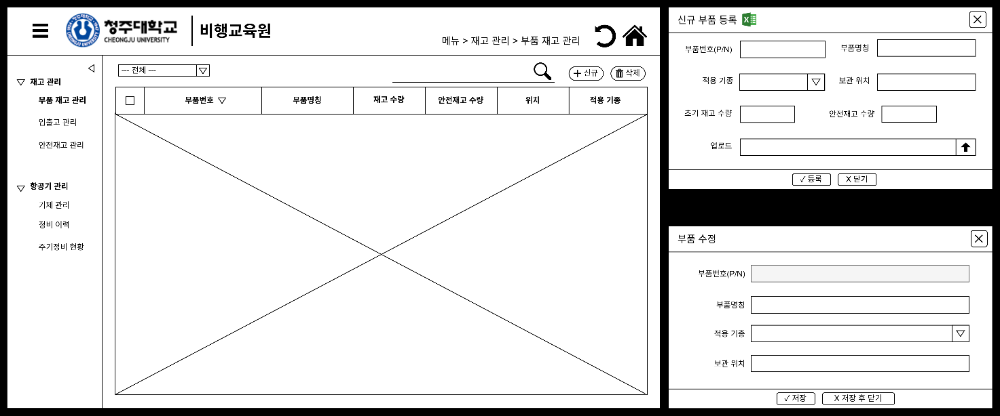 청주대학교
CHEONGJU UNIVERSITY
비행교육원
메뉴 > 재고 관리 > 부품 재고 관리
재고 관리
부품 재고 관리
입출고 관리
안전재고 관리
항공기 관리
기체 관리
정비 이력
주기정비 현황
--- 전체 ---
+ 신규
삭제
부품번호
부품명칭
재고 수량
안전재고 수량
위치
적용 기종
신규 부품 등록
X
부품번호(P/N)
부품명칭
적용 기종
보관 위치
초기 재고 수량
안전재고 수량
업로드
✓ 등록
X 닫기
부품 수정
부품번호(P/N)
부품명칭
적용 기종
보관 위치
✓ 저장
X 저장 후 닫기